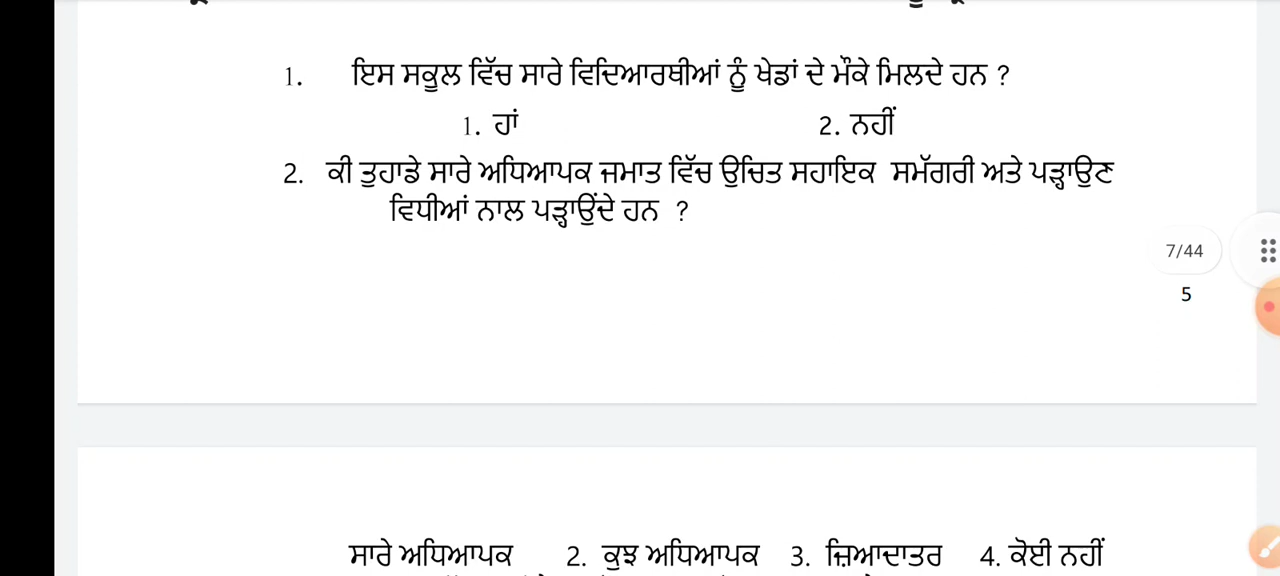 1. ਇਸ ਸਕੂਲ ਵਿੱਚ ਸਾਰੇ ਵਿਦਿਆਰਥੀਆਂ ਨੂੰ ਖੇਡਾਂ ਦੇ ਮੌਕੇ ਮਿਲਦੇ ਹਨ ?
1. ਹਾਂ 2. ਨਹੀਂ
2. ਕੀ ਤੁਹਾਡੇ ਸਾਰੇ ਅਧਿਆਪਕ ਜਮਾਤ ਵਿੱਚ ਉਚਿਤ ਸਹਾਇਕ ਸਮੱਗਰੀ ਅਤੇ ਪੜ੍ਹਾਉਣ
ਵਿਧੀਆਂ ਨਾਲ ਪੜ੍ਹਾਉਂਦੇ ਹਨ ?
7/44
5
ਸਾਰੇ ਅਧਿਆਪਕ 2. ਕੁਝ ਅਧਿਆਪਕ 3. ਜ਼ਿਆਦਾਤਰ 4. ਕੋਈ ਨਹੀਂ